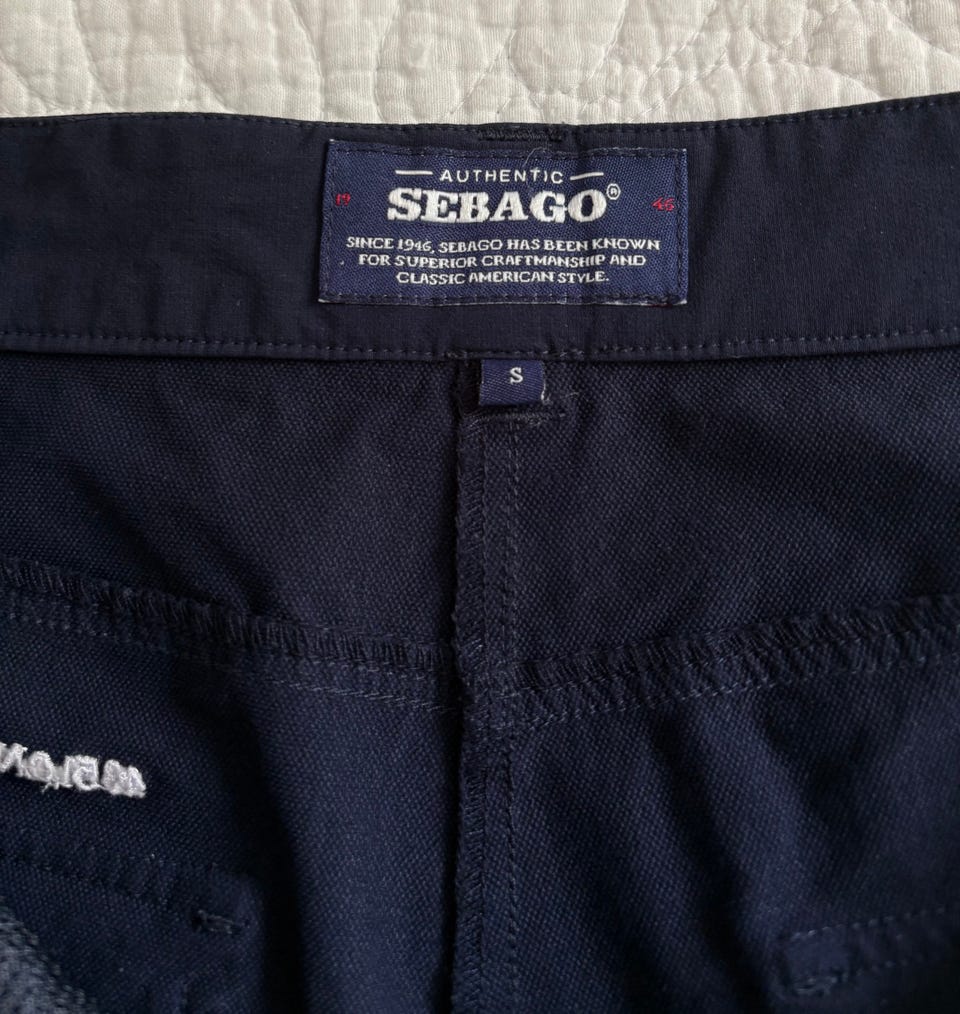 AUTHENTIC
19 SEBAGO® 46
SINCE 1946, SEBAGO HAS BEEN KNOWN
FOR SUPERIOR CRAFTMANSHIP AND
CLASSIC AMERICAN STYLE.
S